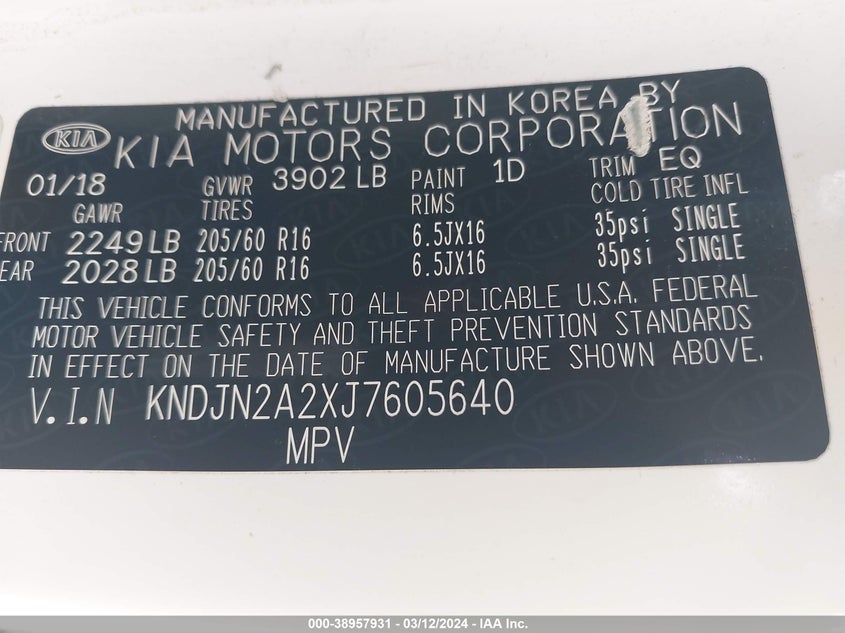 MANUFACTURED IN KOREA BY
KIA KIA MOTORS CORPORATION
01/18 GVWR 3902 LB PAINT 1D TRIM EQ
GAWR TIRES RIMS COLD TIRE INFL
FRONT 2249 LB 205/60 R16 6.5JX16 35psi SINGLE
EAR 2028 LB 205/60 R16 6.5JX16 35psi SINGLE
THIS VEHICLE CONFORMS TO ALL APPLICABLE U.S.A. FEDERAL
MOTOR VEHICLE SAFETY AND THEFT PREVENTION STANDARDS
IN EFFECT ON THE DATE OF MANUFACTURE SHOWN ABOVE.
V.I.N KNDJN2A2XJ7605640
MPV
000-38957931 - 03/12/2024 - IAA Inc.